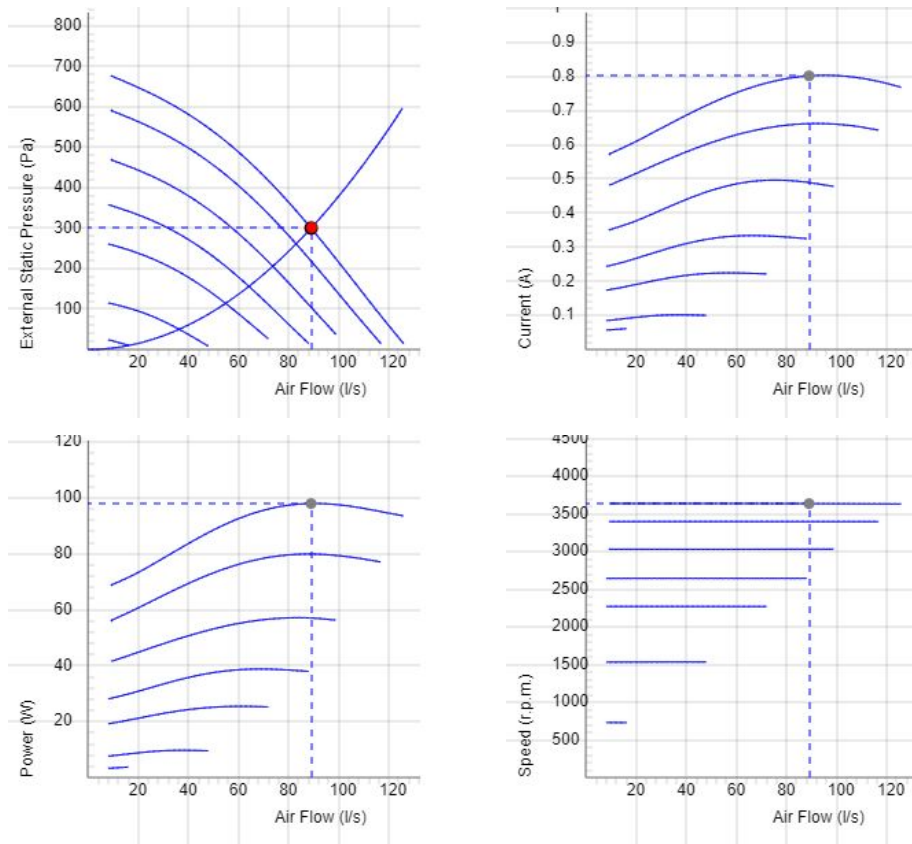 800
700
600
500
400
300
200
100
External Static Pressure (Pa)
20 40 60 80 100 120
Air Flow (l/s)
0.9
0.8
0.7
0.6
0.5
0.4
0.3
0.2
0.1
Current (A)
20 40 60 80 100 120
Air Flow (l/s)
120
100
80
60
40
20
Power (W)
20 40 60 80 100 120
Air Flow (l/s)
4500
4000
3500
3000
2500
2000
1500
1000
500
Speed (r.p.m.)
20 40 60 80 100 120
Air Flow (l/s)